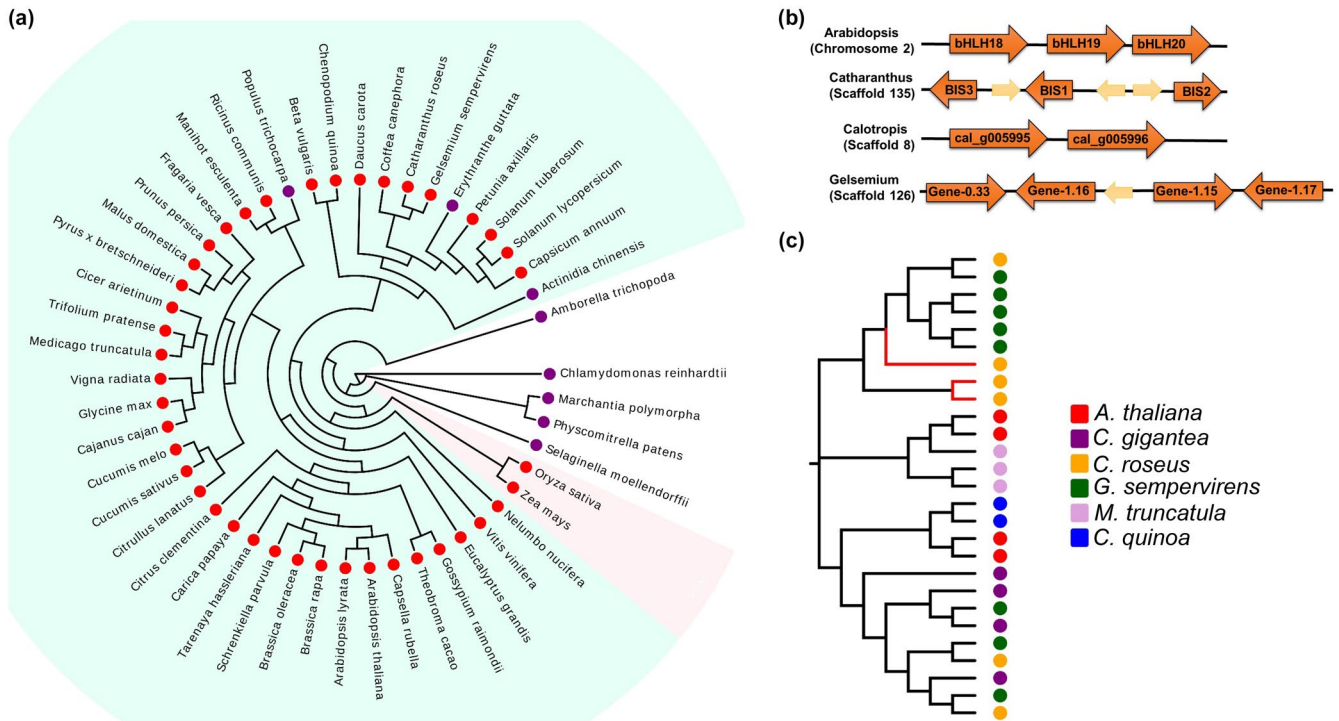 (a)
Populus trichocarpa
Ricinus communis
Manihot esculenta
Fragaria vesca
Prunus persica
Malus domestica
Pyrus x bretschneideri
Cicer arietinum
Trifolium pratense
Medicago truncatula
Vigna radiata
Glycine max
Cajanus cajan
Cucumis melo
Cucumis sativus
Citrullus lanatus
Citrus clementina
Carica papaya
Tarenaya hassleriana
Schrenkiella parvula
Brassica oleracea
Brassica rapa
Arabidopsis lyrata
Arabidopsis thaliana
Capsella rubella
Theobroma cacao
Gossypium raimondii
Eucalyptus grandis
Vitis vinifera
Nelumbo nucifera
Zea mays
Oryza sativa
Selaginella moellendorffii
Physcomitrella patens
Marchantia polymorpha
Chlamydomonas reinhardtii
Amborella trichopoda
Actinidia chinensis
Capsicum annuum
Solanum lycopersicum
Solanum tuberosum
Petunia axillaris
Erythranthe guttata
Gelsemium sempervirens
Catharanthus roseus
Coffea canephora
Daucus carota
Chenopodium quinoa
Beta vulgaris
(b)
Arabidopsis
(Chromosome 2)
bHLH18 bHLH19 bHLH20
Catharanthus
(Scaffold 135)
BIS3 BIS1 BIS2
Calotropis
(Scaffold 8)
cal_g005995 cal_g005996
Gelsemium
(Scaffold 126)
Gene-0.33 Gene-1.16 Gene-1.15 Gene-1.17
(c)
A. thaliana
C. gigantea
C. roseus
G. sempervirens
M. truncatula
C. quinoa